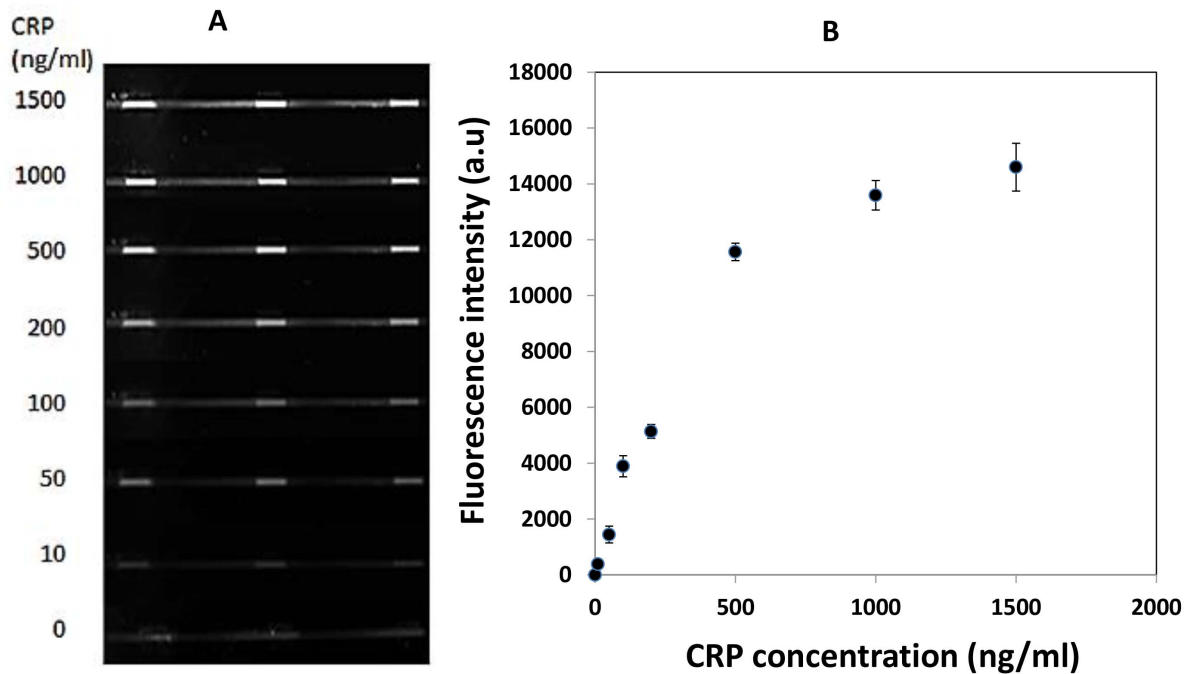 A
CRP
(ng/ml)
1500
1000
500
200
100
50
10
0
B
Fluorescence intensity (a.u)
18000
16000
14000
12000
10000
8000
6000
4000
2000
0
0 500 1000 1500 2000
CRP concentration (ng/ml)